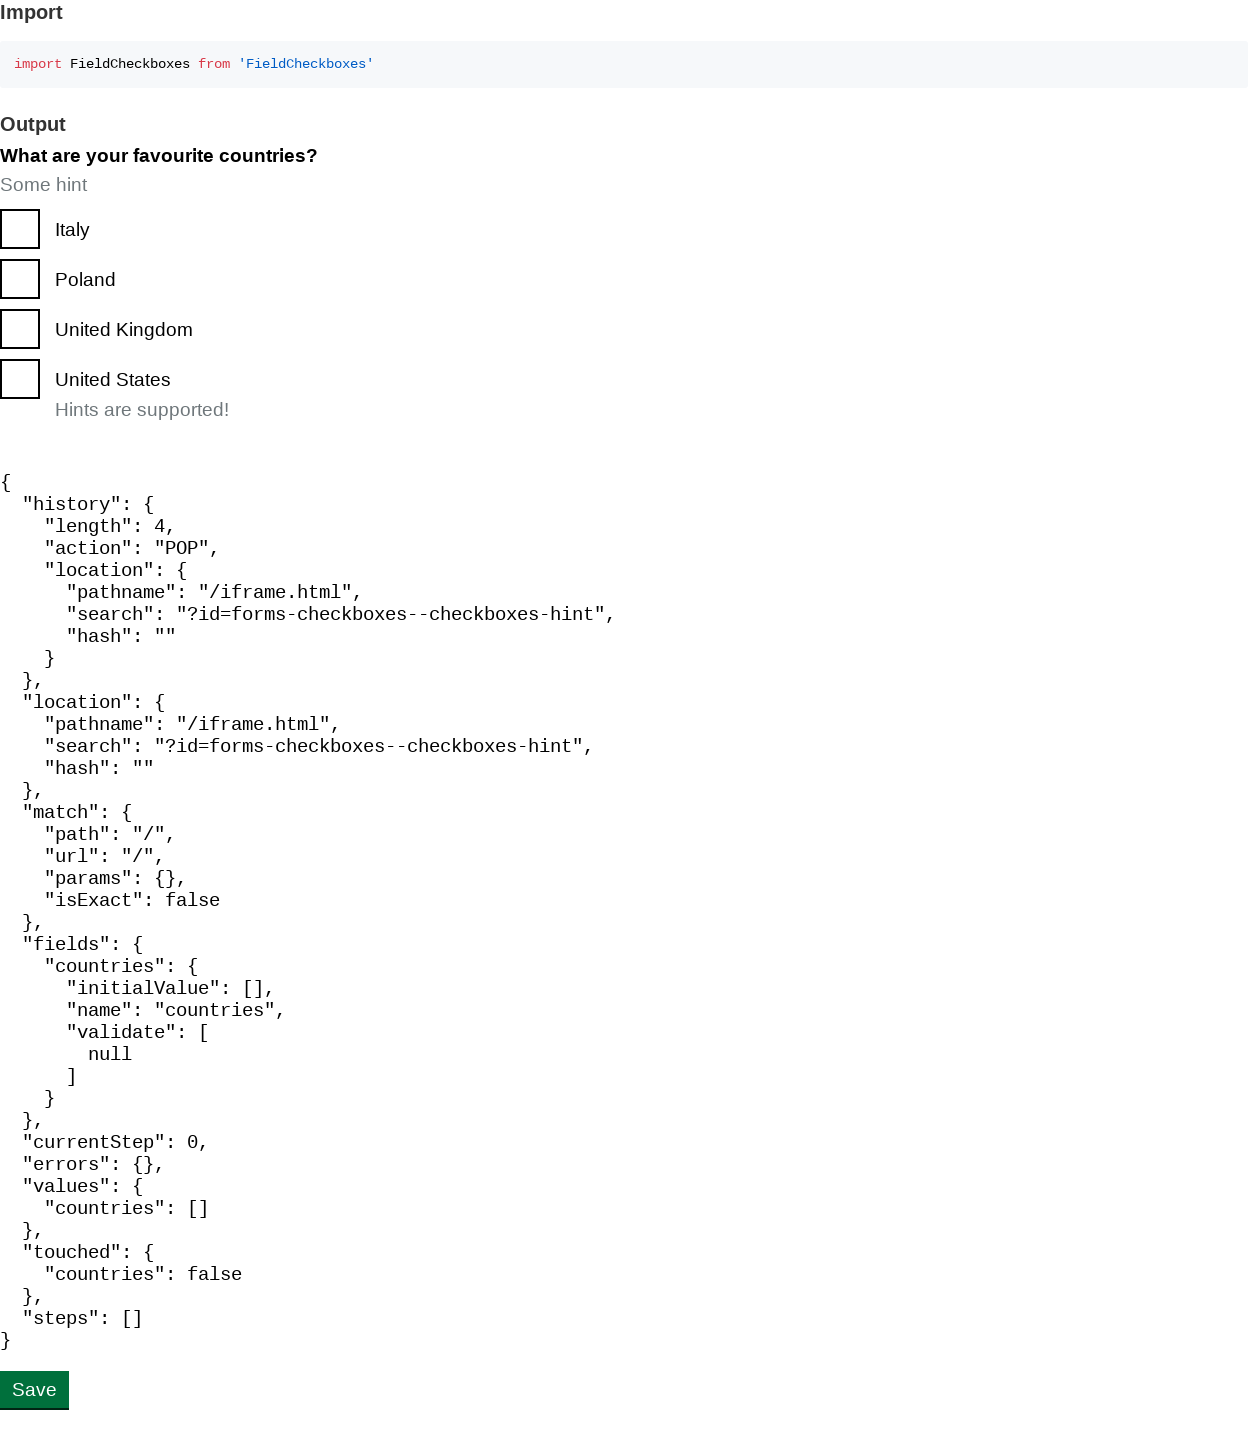 Import
import FieldCheckboxes from 'FieldCheckboxes'
Output
What are your favourite countries?
Some hint
Italy
Poland
United Kingdom
United States
Hints are supported!
{
  "history": {
    "length": 4,
    "action": "POP",
    "location": {
      "pathname": "/iframe.html",
      "search": "?id=forms-checkboxes--checkboxes-hint",
      "hash": ""
    }
  },
  "location": {
    "pathname": "/iframe.html",
    "search": "?id=forms-checkboxes--checkboxes-hint",
    "hash": ""
  },
  "match": {
    "path": "/",
    "url": "/",
    "params": {},
    "isExact": false
  },
  "fields": {
    "countries": {
      "initialValue": [],
      "name": "countries",
      "validate": [
        null
      ]
    }
  },
  "currentStep": 0,
  "errors": {},
  "values": {
    "countries": []
  },
  "touched": {
    "countries": false
  },
  "steps": []
}
Save